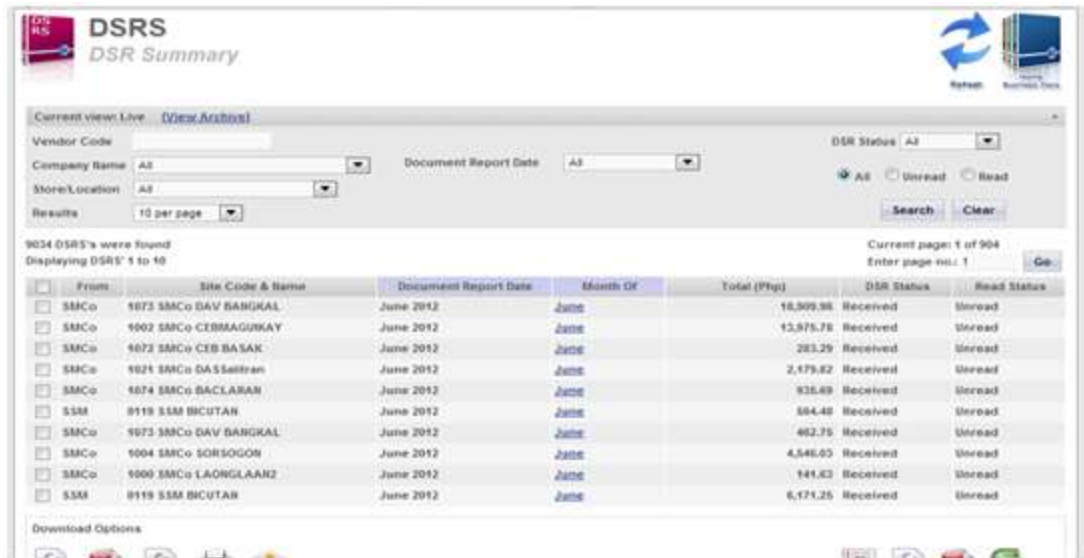 DS
RS
DSRS
DSR Summary
Refresh
Business Docs
Current view: Live (View Archive)
Vendor Code
DSR Status All
Company Name All
Document Report Date All
All Unread Read
Store/Location All
Results 10 per page
Search Clear
9034 DSRS's were found
Current page: 1 of 904
Displaying DSRS' 1 to 10
Enter page no.: 1 Go
From Site Code & Name Document Report Date Month Of Total (Php) DSR Status Read Status
SMCo 1073 SMCo DAV BANGKAL June 2012 June Received Unread
SMCo 1002 SMCo CEBMAGUIKAY June 2012 June 13,975.78 Received Unread
SMCo 1072 SMCo CEB BASAK June 2012 June 283.29 Received Unread
SMCo 1021 SMCo DASSalitran June 2012 June 2,179.82 Received Unread
SMCo 1074 SMCo BACLARAN June 2012 June Received Unread
SSM 0119 SSM BICUTAN June 2012 June Received Unread
SMCo 1073 SMCo DAV BANGKAL June 2012 June 462.75 Received Unread
SMCo 1004 SMCo SORSOGON June 2012 June 4,546.03 Received Unread
SMCo 1000 SMCo LAONGLAAN2 June 2012 June 141.63 Received Unread
SSM 0119 SSM BICUTAN June 2012 June 6,171.25 Received Unread
Download Options